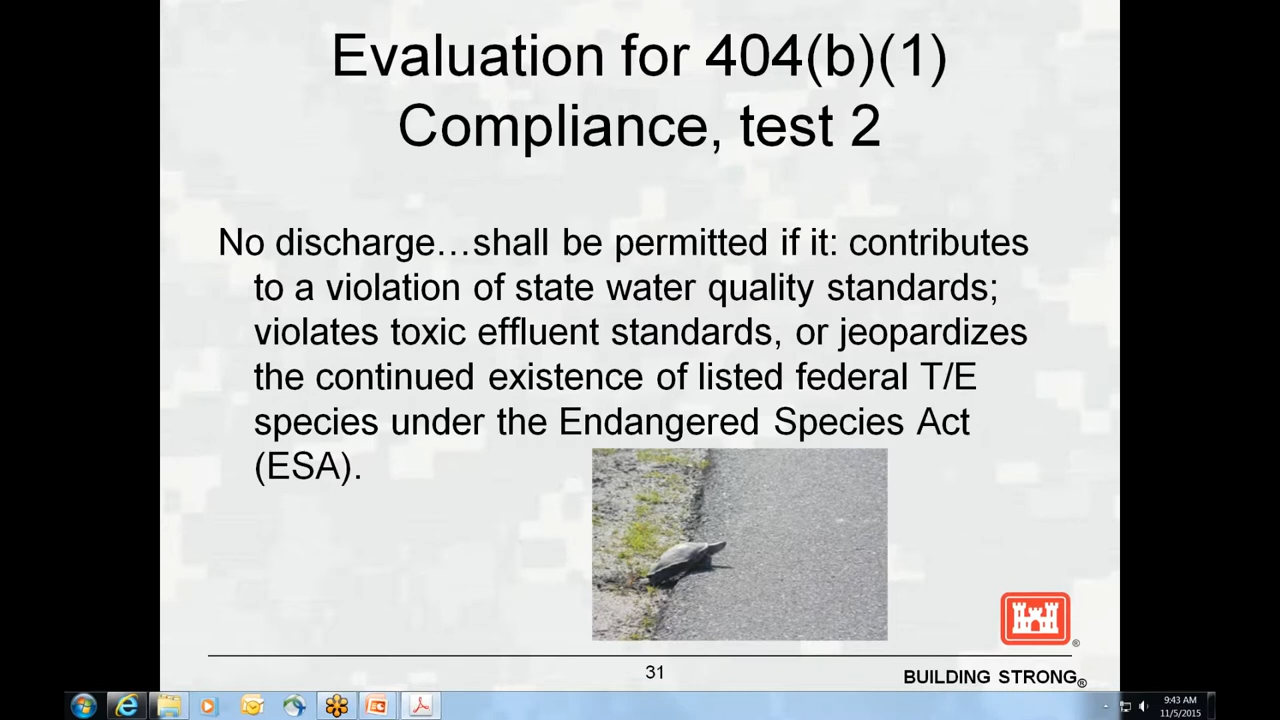 Evaluation for 404(b)(1)
Compliance, test 2
No discharge…shall be permitted if it: contributes
to a violation of state water quality standards;
violates toxic effluent standards, or jeopardizes
the continued existence of listed federal T/E
species under the Endangered Species Act
(ESA).
®
31
BUILDING STRONG®
9:43 AM
11/5/2015